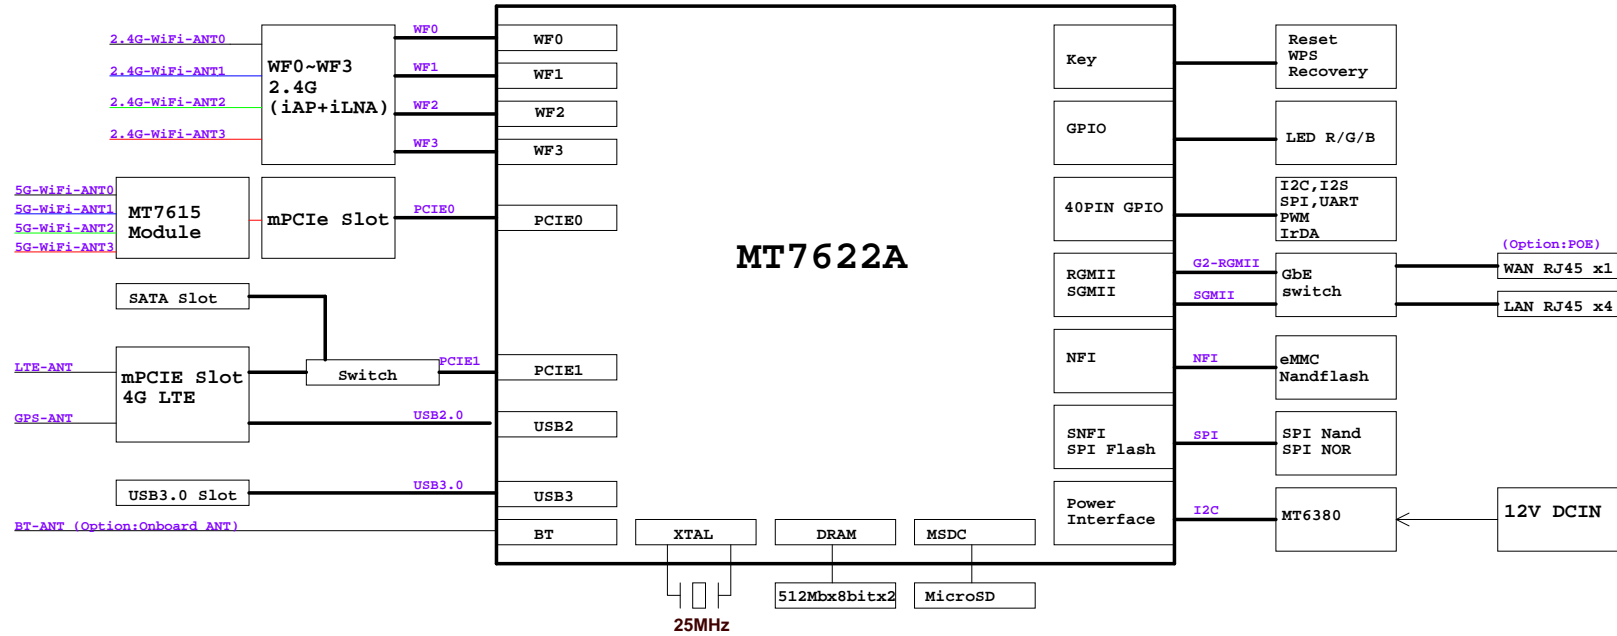 2.4G-WiFi-ANT0
2.4G-WiFi-ANT1
2.4G-WiFi-ANT2
2.4G-WiFi-ANT3
WF0~WF3
2.4G
(iAP+iLNA)
WF0
WF1
WF2
WF3
WF0
WF1
WF2
WF3
5G-WiFi-ANT0
5G-WiFi-ANT1
5G-WiFi-ANT2
5G-WiFi-ANT3
MT7615
Module
mPCIe Slot
PCIE0
PCIE0
SATA Slot
LTE-ANT
GPS-ANT
mPCIE Slot
4G LTE
Switch
PCIE1
PCIE1
USB2.0
USB2
USB3.0 Slot
USB3.0
USB3
BT-ANT (Option:Onboard ANT)
BT
MT7622A
XTAL
25MHz
DRAM
512Mbx8bitx2
MSDC
MicroSD
Key
Reset
WPS
Recovery
GPIO
LED R/G/B
40PIN GPIO
I2C,I2S
SPI,UART
PWM
IrDA
RGMII
SGMII
G2-RGMII
SGMII
GbE
switch
(Option:POE)
WAN RJ45 x1
LAN RJ45 x4
NFI
NFI
eMMC
Nandflash
SNFI
SPI Flash
SPI
SPI Nand
SPI NOR
Power
Interface
I2C
MT6380
12V DCIN